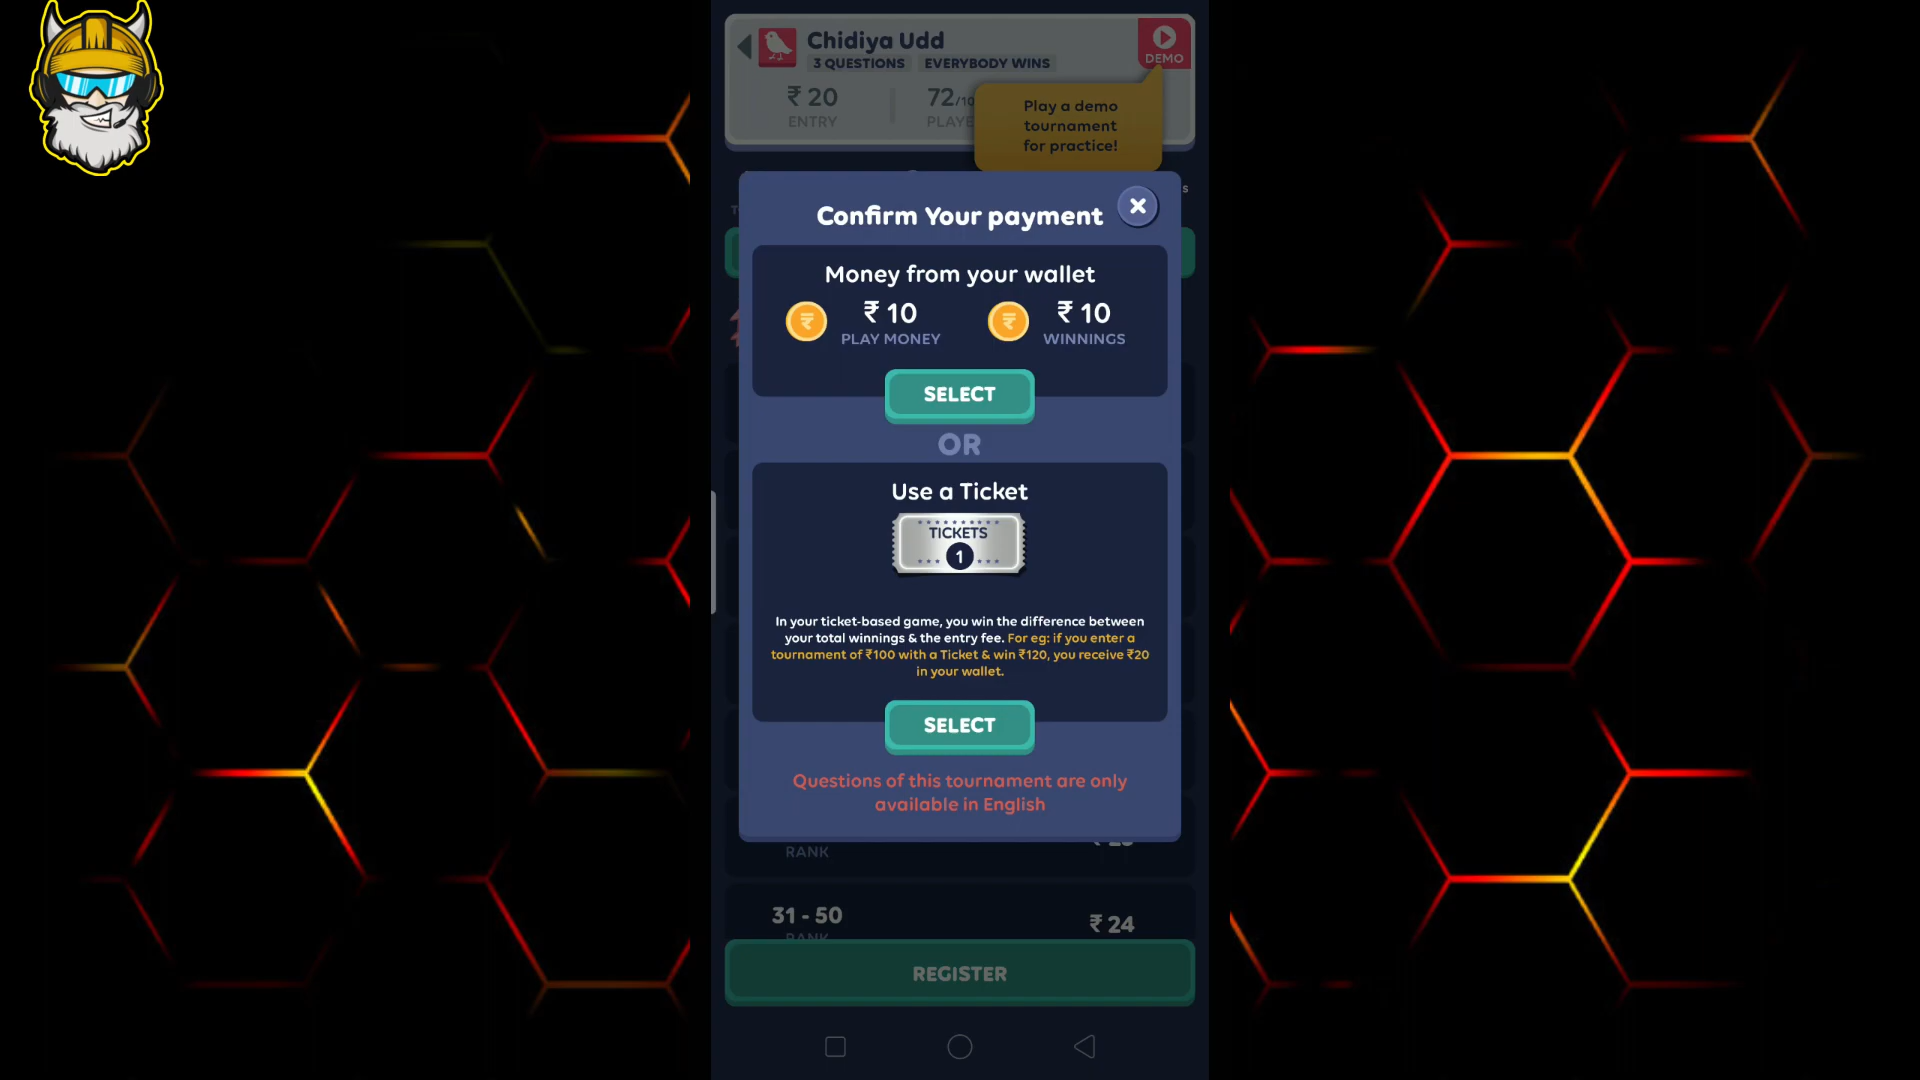 Chidiya Udd
3 QUESTIONS EVERYBODY WINS
DEMO
₹ 20
ENTRY
72/10
Play a demo
tournament
for practice!
Confirm Your payment
Money from your wallet
₹ 10 ₹ 10
PLAY MONEY WINNINGS
SELECT
OR
Use a Ticket
TICKETS
1
In your ticket-based game, you win the difference between
your total winnings & the entry fee. For eg: if you enter a
tournament of ₹100 with a Ticket & win ₹120, you receive ₹20
in your wallet.
SELECT
Questions of this tournament are only
available in English
RANK
31 - 50 ₹ 24
RANK
REGISTER